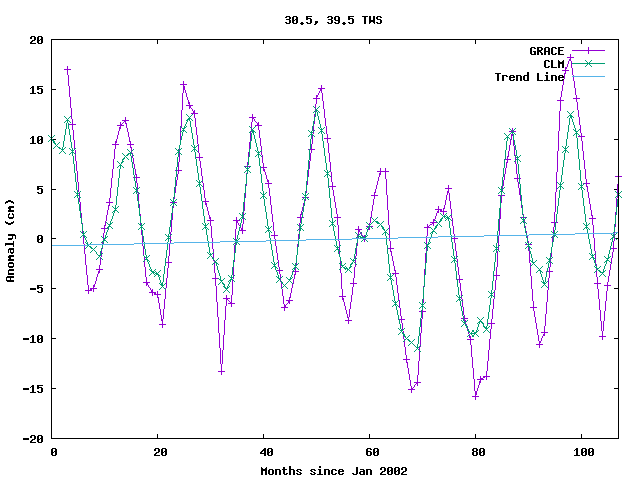 30.5, 39.5 TWS
GRACE
CLM
Trend Line
20
15
10
5
0
-5
-10
-15
-20
Anomaly (cm)
0 20 40 60 80 100
Months since Jan 2002